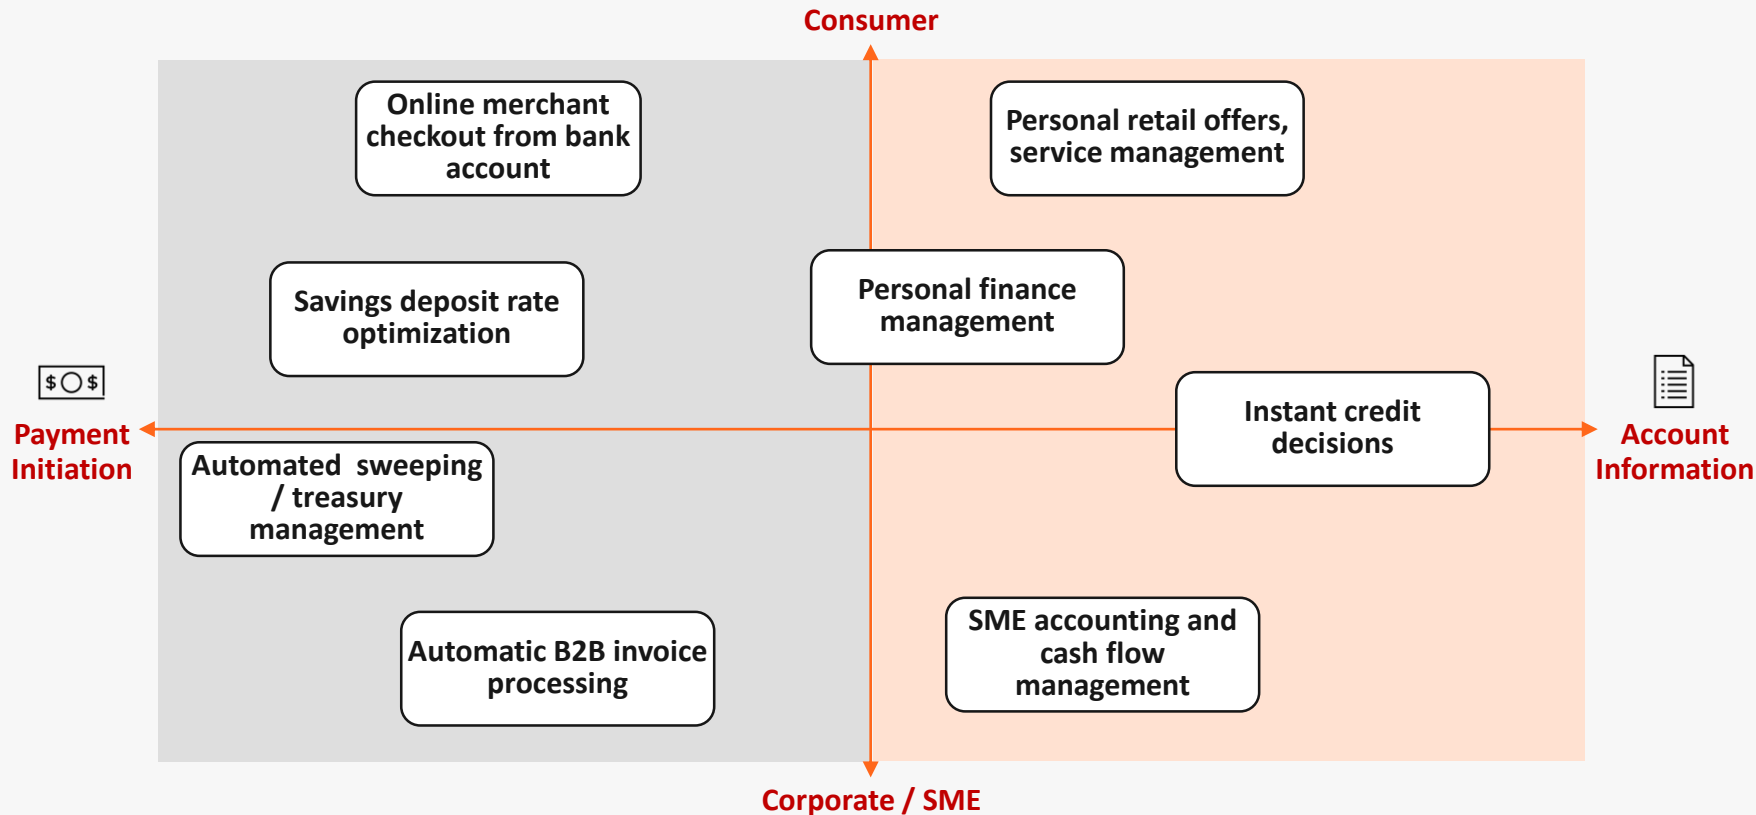 Consumer
Online merchant
checkout from bank
account
Personal retail offers,
service management
Savings deposit rate
optimization
Personal finance
management
$ $
Payment
Initiation
Instant credit
decisions
Account
Information
Automated  sweeping
/ treasury
management
Automatic B2B invoice
processing
SME accounting and
cash flow
management
Corporate / SME